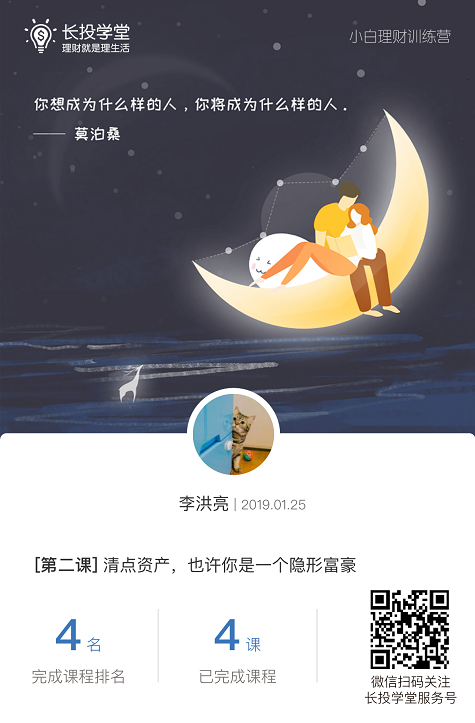 长投学堂
理财就是理生活
小白理财训练营
你想成为什么样的人，你将成为什么样的人。
—— 莫泊桑
李洪亮 | 2019.01.25
[第二课] 清点资产，也许你是一个隐形富豪
4 名
完成课程排名
4 课
已完成课程
微信扫码关注
长投学堂服务号